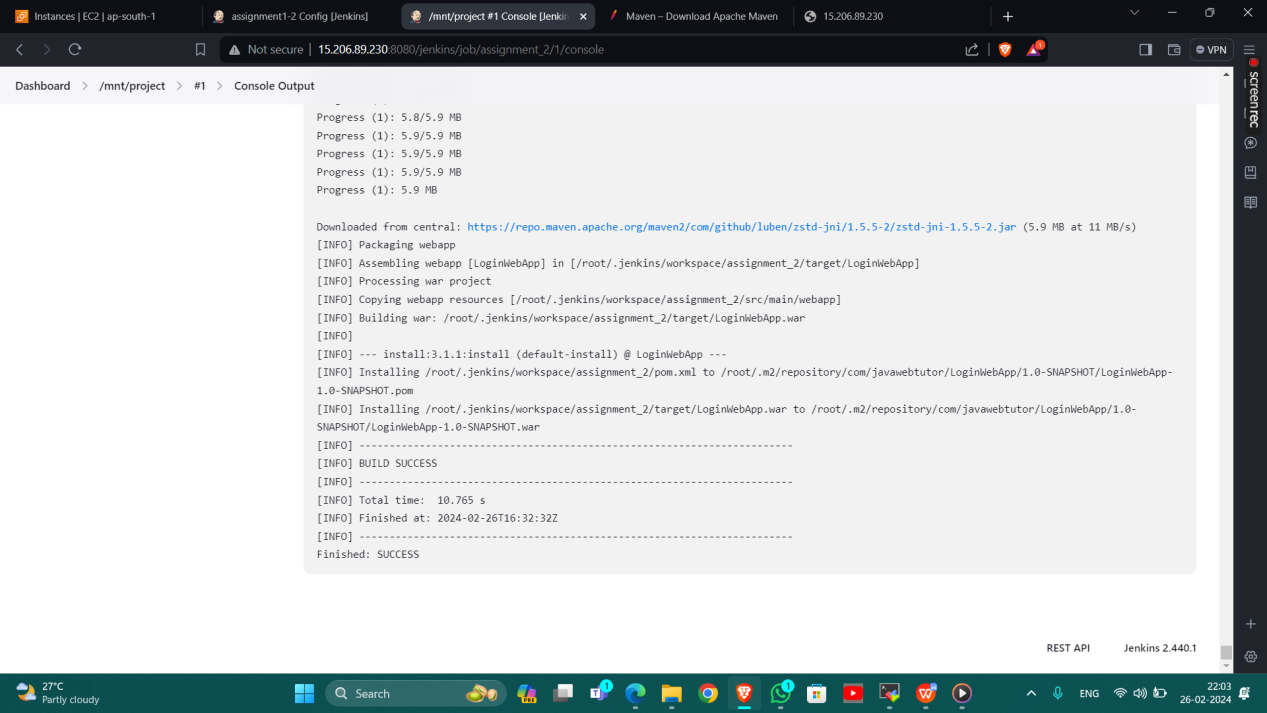 Instances | EC2 | ap-south-1
assignment1-2 Config [Jenkins]
/mnt/project #1 Console [Jenkin
Maven – Download Apache Maven
15.206.89.230
Not secure
15.206.89.230:8080/jenkins/job/assignment_2/1/console
1
VPN
Dashboard
/mnt/project
#1
Console Output
screenrec
Progress (1): 5.8/5.9 MB
Progress (1): 5.9/5.9 MB
Progress (1): 5.9/5.9 MB
Progress (1): 5.9/5.9 MB
Progress (1): 5.9 MB
Downloaded from central: https://repo.maven.apache.org/maven2/com/github/luben/zstd-jni/1.5.5-2/zstd-jni-1.5.5-2.jar (5.9 MB at 11 MB/s)
[INFO] Packaging webapp
[INFO] Assembling webapp [LoginWebApp] in [/root/.jenkins/workspace/assignment_2/target/LoginWebApp]
[INFO] Processing war project
[INFO] Copying webapp resources [/root/.jenkins/workspace/assignment_2/src/main/webapp]
[INFO] Building war: /root/.jenkins/workspace/assignment_2/target/LoginWebApp.war
[INFO]
[INFO] --- install:3.1.1:install (default-install) @ LoginWebApp ---
[INFO] Installing /root/.jenkins/workspace/assignment_2/pom.xml to /root/.m2/repository/com/javawebtutor/LoginWebApp/1.0-SNAPSHOT/LoginWebApp-
1.0-SNAPSHOT.pom
[INFO] Installing /root/.jenkins/workspace/assignment_2/target/LoginWebApp.war to /root/.m2/repository/com/javawebtutor/LoginWebApp/1.0-
SNAPSHOT/LoginWebApp-1.0-SNAPSHOT.war
[INFO] ------------------------------------------------------------------------
[INFO] BUILD SUCCESS
[INFO] ------------------------------------------------------------------------
[INFO] Total time:  10.765 s
[INFO] Finished at: 2024-02-26T16:32:32Z
[INFO] ------------------------------------------------------------------------
Finished: SUCCESS
REST API
Jenkins 2.440.1
27°C
Partly cloudy
Search
PRE
1
1
ENG
22:03
26-02-2024